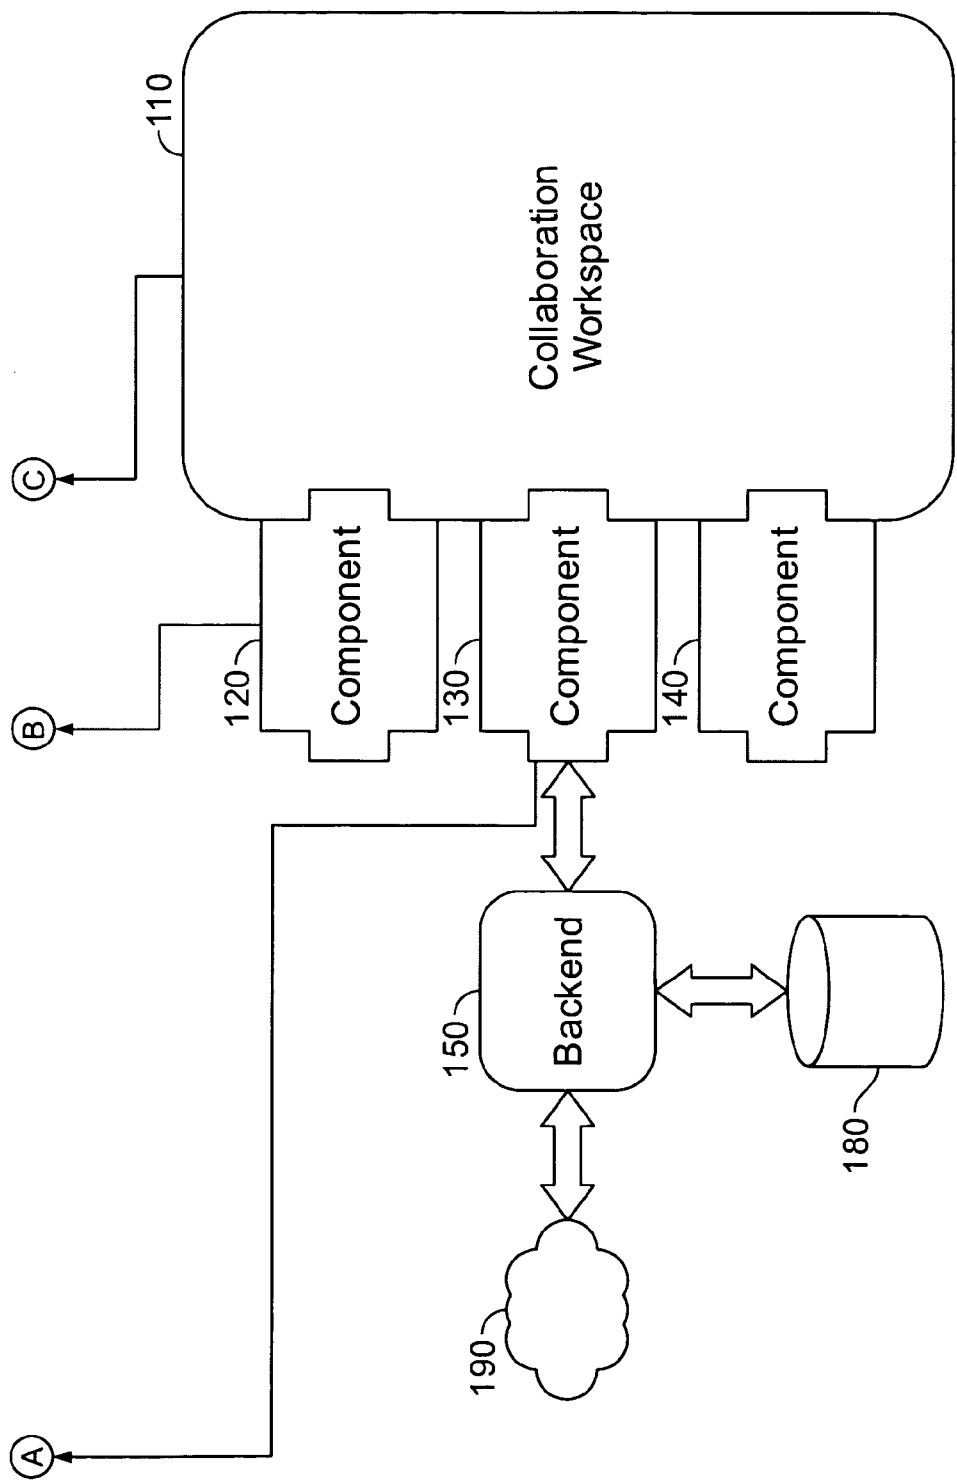 A
B
C
110
Collaboration
Workspace
120
Component
130
Component
140
Component
150
Backend
180
190